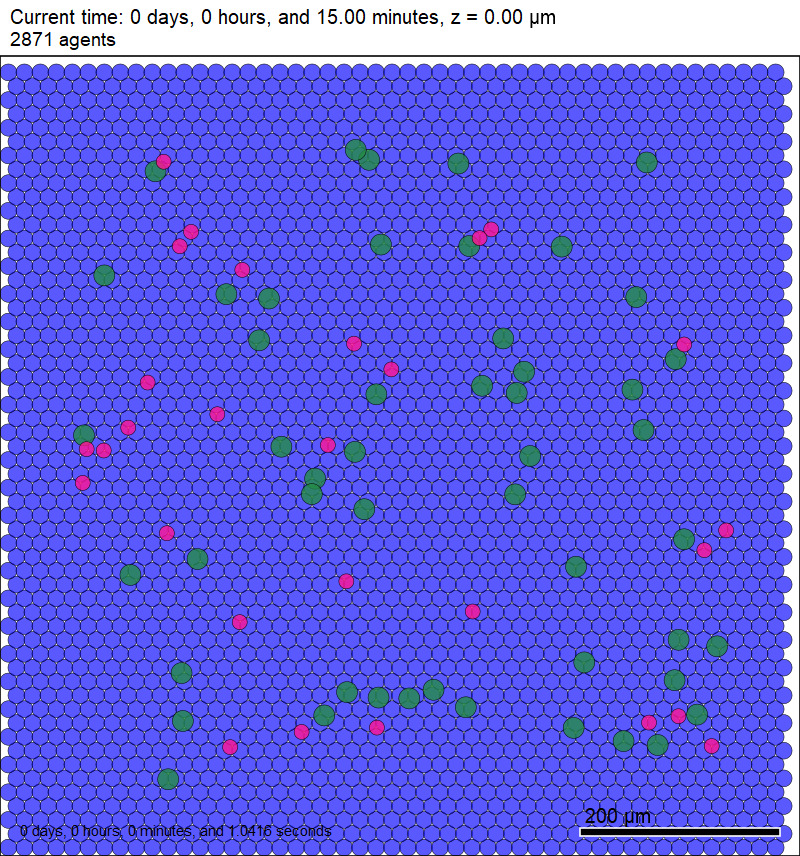 Current time: 0 days, 0 hours, and 15.00 minutes, z = 0.00 µm
2871 agents
200 µm
0 days, 0 hours, 0 minutes, and 1.0416 seconds